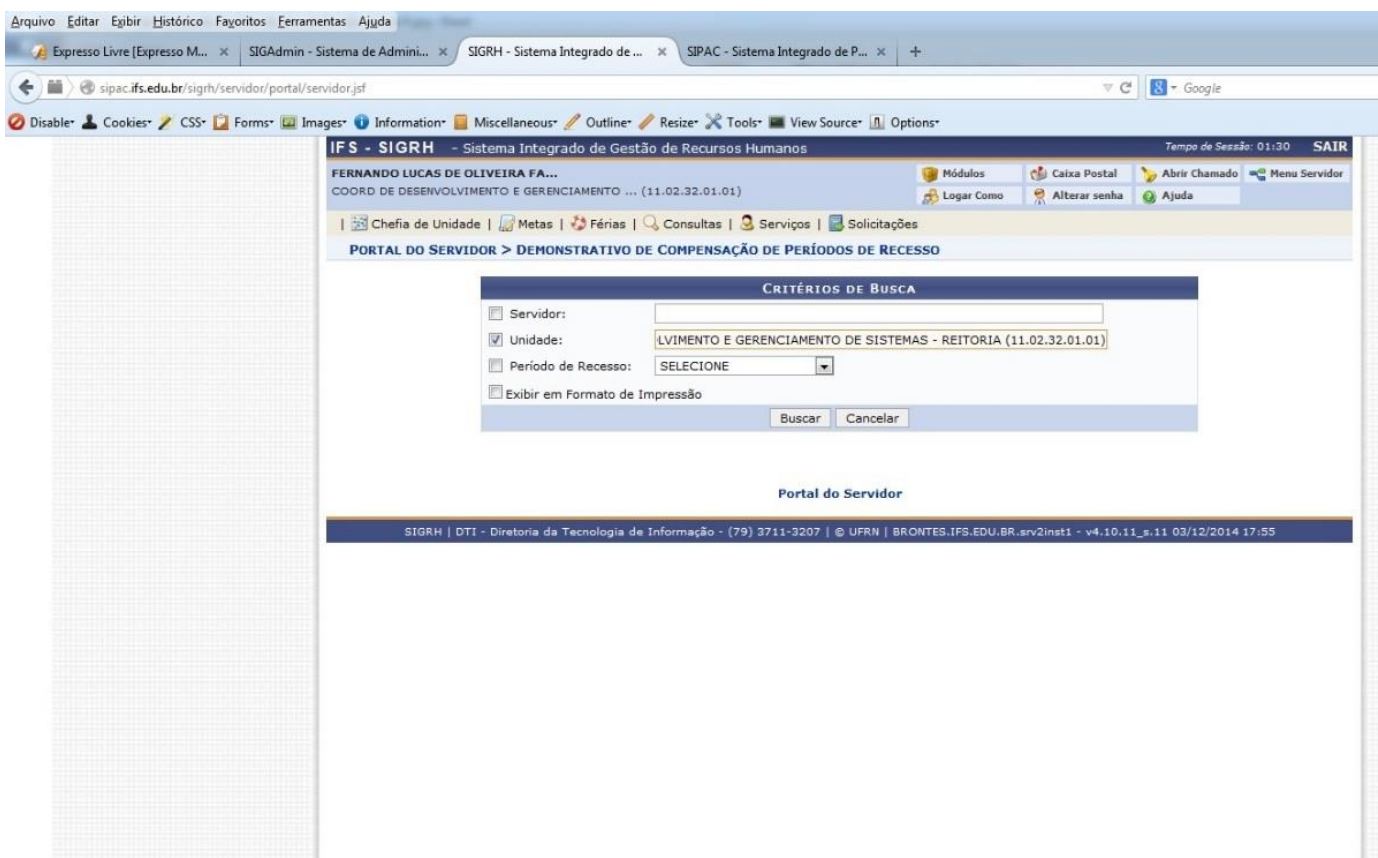 Arquivo Editar Exibir Histórico Favoritos Ferramentas Ajuda
Expresso Livre [Expresso M... × SIGAdmin - Sistema de Admini... × SIGRH - Sistema Integrado de ... × SIPAC - Sistema Integrado de P... × +
sipac.ifs.edu.br/sigrh/servidor/portal/servidor.jsf Google
Disable Cookies CSS Forms Images Information Miscellaneous Outline Resize Tools View Source Options
IFS - SIGRH - Sistema Integrado de Gestão de Recursos Humanos Tempo de Sessão: 01:30 SAIR
FERNANDO LUCAS DE OLIVEIRA FA... Módulos Caixa Postal Abrir Chamado Menu Servidor
COORD DE DESENVOLVIMENTO E GERENCIAMENTO ... (11.02.32.01.01) Logar Como Alterar senha Ajuda
| Chefia de Unidade | Metas | Férias | Consultas | Serviços | Solicitações
PORTAL DO SERVIDOR > DEMONSTRATIVO DE COMPENSAÇÃO DE PERÍODOS DE RECESSO
CRITÉRIOS DE BUSCA
Servidor:
Unidade: LVIMENTO E GERENCIAMENTO DE SISTEMAS - REITORIA (11.02.32.01.01)
Período de Recesso: SELECIONE
Exibir em Formato de Impressão
Buscar Cancelar
Portal do Servidor
SIGRH | DTI - Diretoria da Tecnologia de Informação - (79) 3711-3207 | © UFRN | BRONTES.IFS.EDU.BR.srv2inst1 - v4.10.11_s.11 03/12/2014 17:55